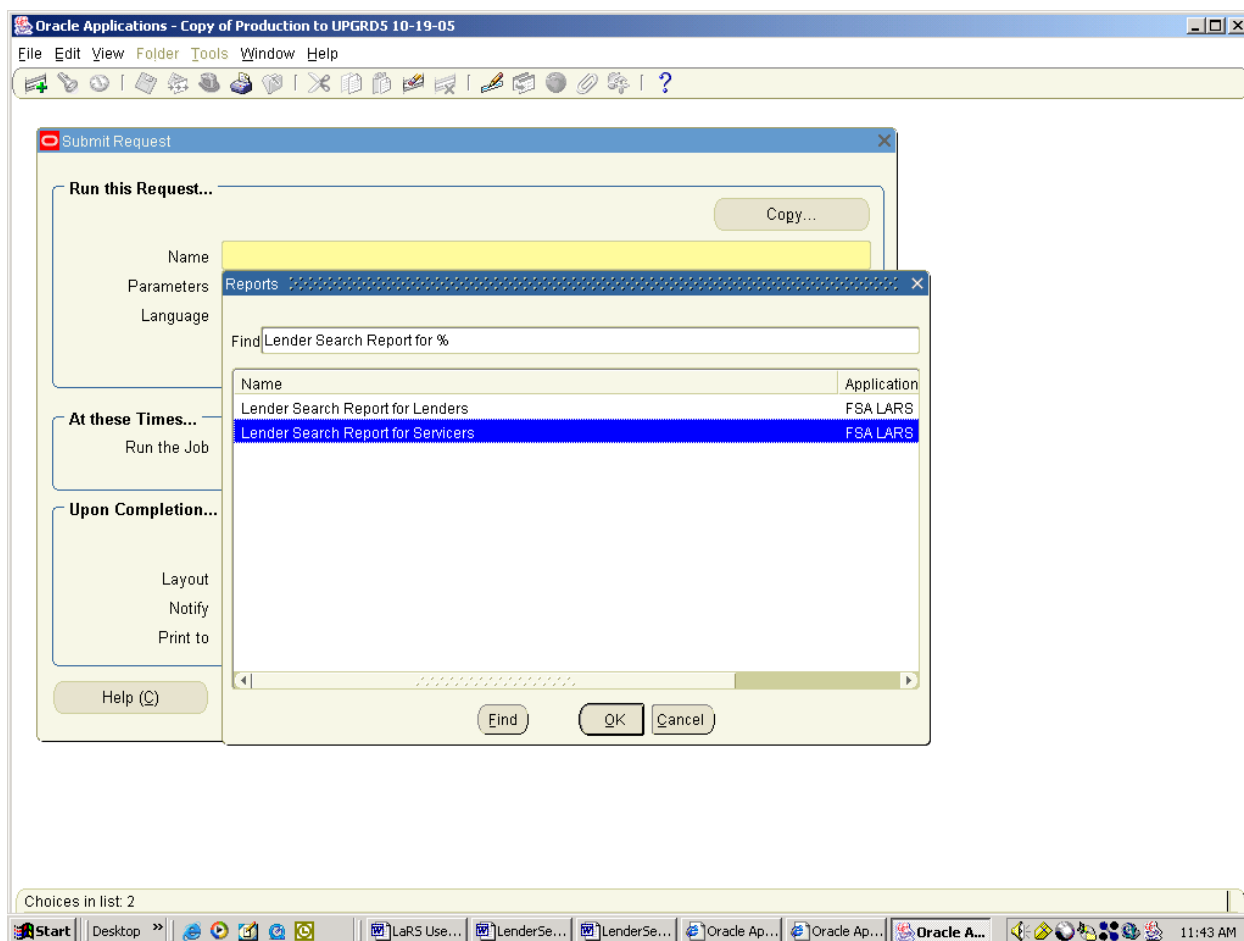 Oracle Applications - Copy of Production to UPGRD5 10-19-05
File Edit View Folder Tools Window Help
Submit Request
Run this Request...
Copy...
Name
Parameters
Language
Reports
Find Lender Search Report for %
Name Application
Lender Search Report for Lenders FSA LARS
Lender Search Report for Servicers FSA LARS
At these Times...
Run the Job
Upon Completion...
Layout
Notify
Print to
Help (C)
Find OK Cancel
Choices in list: 2
Start Desktop » LaRS Use... LenderSe... LenderSe... Oracle Ap... Oracle Ap... Oracle A... 11:43 AM